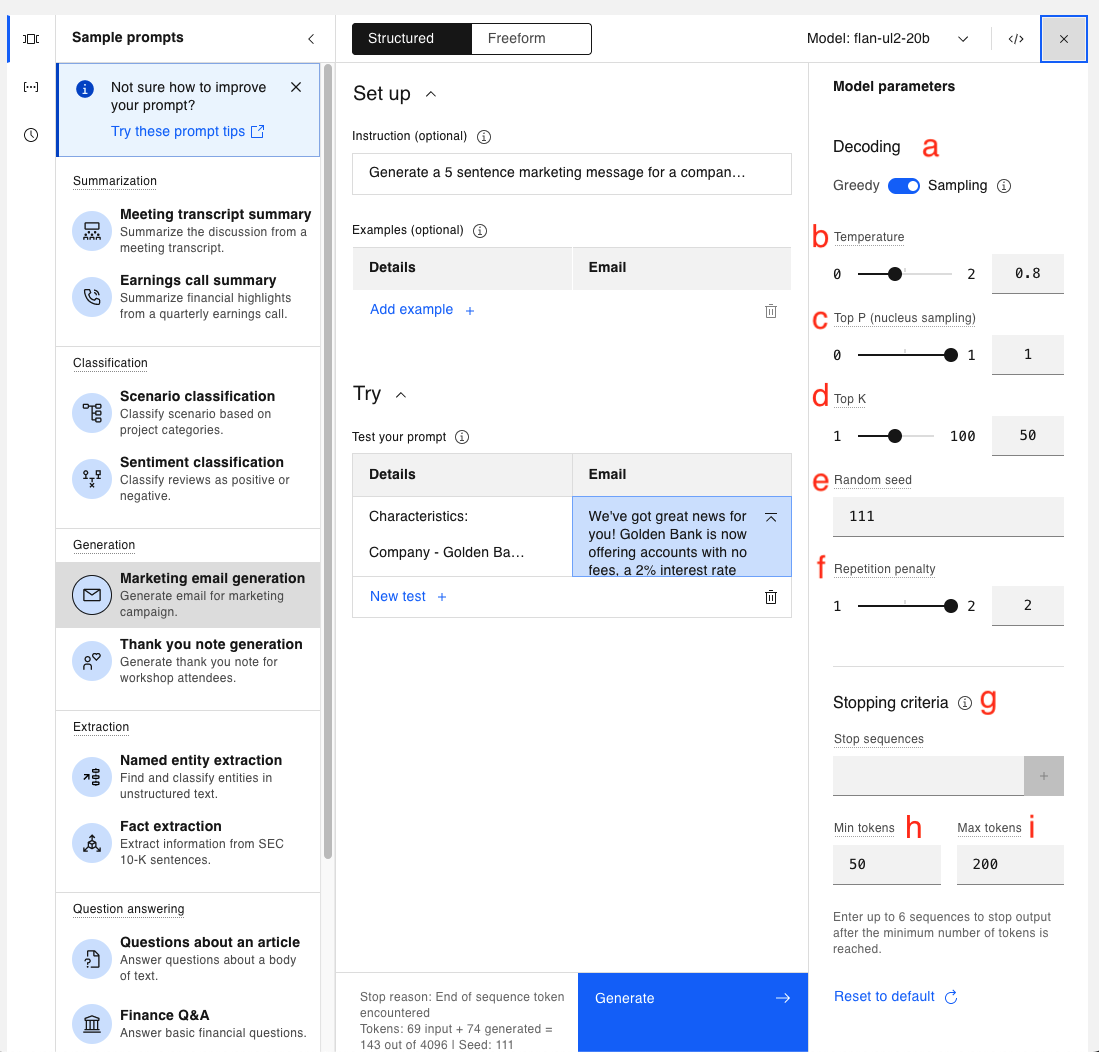 Sample prompts
Not sure how to improve
your prompt?
Try these prompt tips
Summarization
Meeting transcript summary
Summarize the discussion from a
meeting transcript.
Earnings call summary
Summarize financial highlights
from a quarterly earnings call.
Classification
Scenario classification
Classify scenario based on
project categories.
Sentiment classification
Classify reviews as positive or
negative.
Generation
Marketing email generation
Generate email for marketing
campaign.
Thank you note generation
Generate thank you note for
workshop attendees.
Extraction
Named entity extraction
Find and classify entities in
unstructured text.
Fact extraction
Extract information from SEC
10-K sentences.
Question answering
Questions about an article
Answer questions about a body
of text.
Finance Q&A
Answer basic financial questions.
Structured Freeform
Model: flan-ul2-20b </>
Set up
Instruction (optional)
Generate a 5 sentence marketing message for a compan...
Examples (optional)
Details Email
Add example +
Try
Test your prompt
Details Email
Characteristics:
Company - Golden Ba...
We've got great news for
you! Golden Bank is now
offering accounts with no
fees, a 2% interest rate
New test +
Stop reason: End of sequence token
encountered
Tokens: 69 input + 74 generated =
143 out of 4096 | Seed: 111
Generate
Model parameters
Decoding a
Greedy Sampling
b Temperature
0 2 0.8
c Top P (nucleus sampling)
0 1 1
d Top K
1 100 50
e Random seed
111
f Repetition penalty
1 2 2
Stopping criteria g
Stop sequences
+
Min tokens h Max tokens i
50 200
Enter up to 6 sequences to stop output
after the minimum number of tokens is
reached.
Reset to default